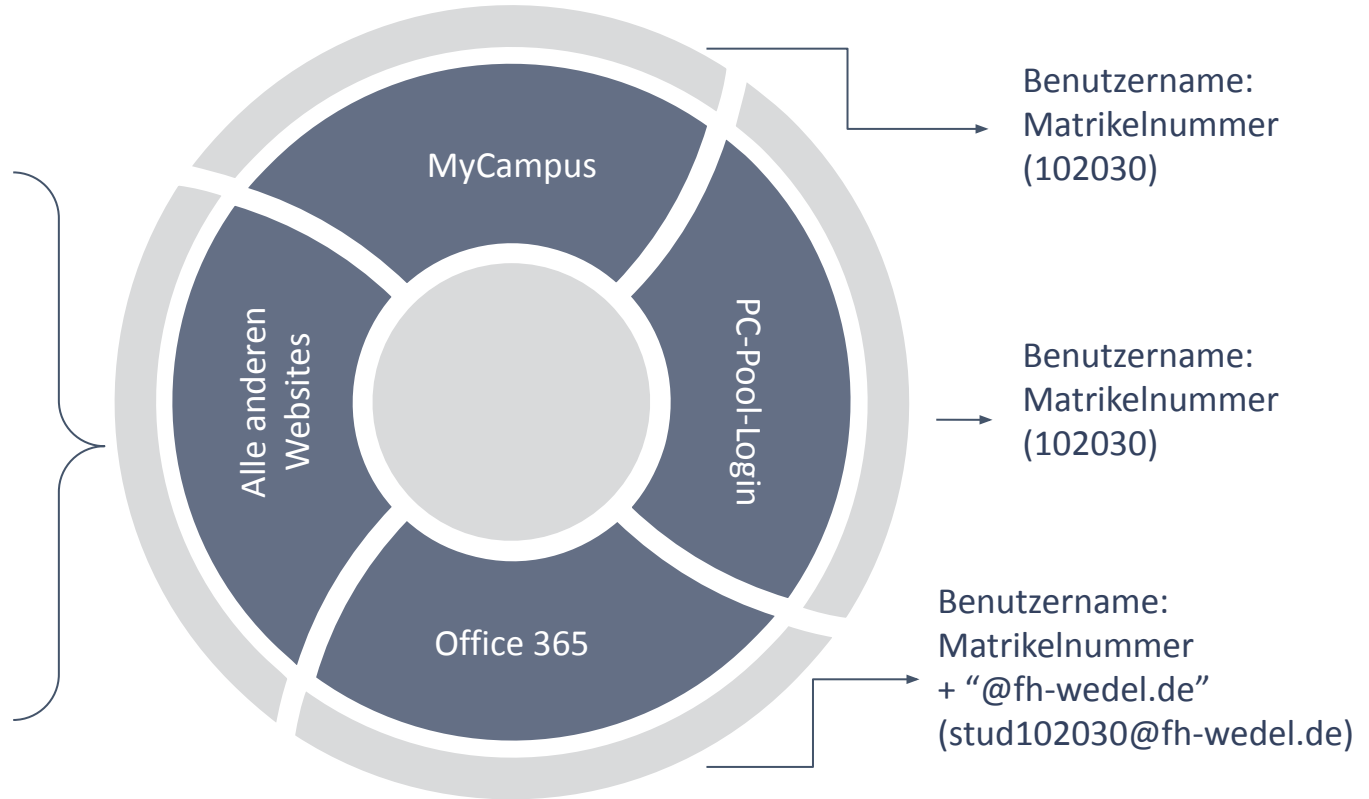 MyCampus
Benutzername:
Matrikelnummer
(102030)
Alle anderen
Websites
PC-Pool-Login
Benutzername:
Matrikelnummer
(102030)
Office 365
Benutzername:
Matrikelnummer
+ “@fh-wedel.de”
(stud102030@fh-wedel.de)